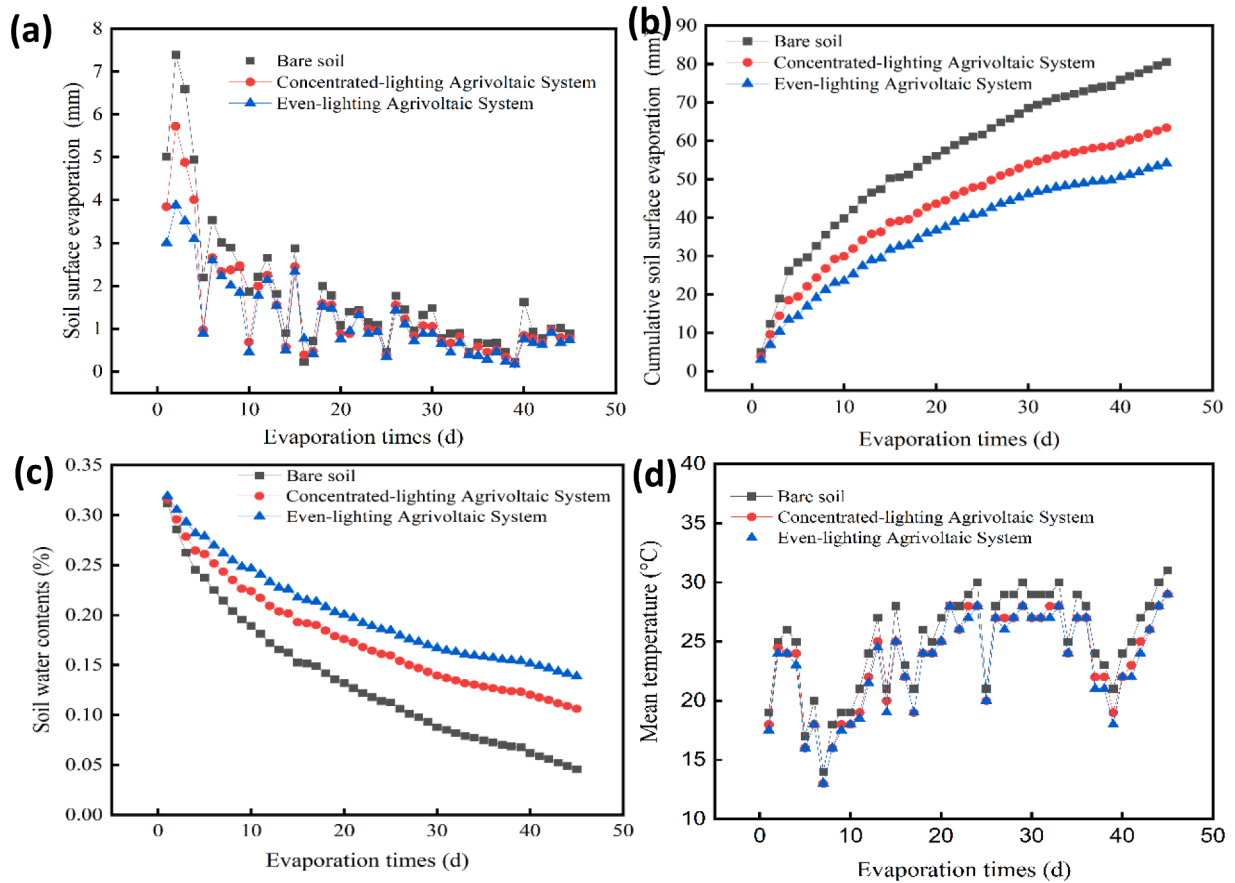 (a)
8
7
6
5
4
3
2
1
0
Soil surface evaporation (mm)
Bare soil
Concentrated-lighting Agrivoltaic System
Even-lighting Agrivoltaic System
0 10 20 30 40 50
Evaporation times (d)
(b)
90
80
70
60
50
40
30
20
10
0
Cumulative soil surface evaporation (mm)
Bare soil
Concentrated-lighting Agrivoltaic System
Even-lighting Agrivoltaic System
0 10 20 30 40 50
Evaporation times (d)
(c)
0.35
0.30
0.25
0.20
0.15
0.10
0.05
0.00
Soil water contents (%)
Bare soil
Concentrated-lighting Agrivoltaic System
Even-lighting Agrivoltaic System
0 10 20 30 40 50
Evaporation times (d)
(d)
40
35
30
25
20
15
10
Mean temperature (°C)
Bare soil
Concentrated-lighting Agrivoltaic System
Even-lighting Agrivoltaic System
0 10 20 30 40 50
Evaporation times (d)